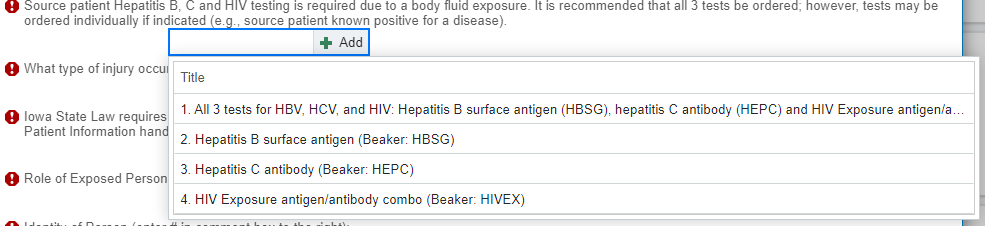 Source patient Hepatitis B, C and HIV testing is required due to a body fluid exposure. It is recommended that all 3 tests be ordered; however, tests may be
ordered individually if indicated (e.g., source patient known positive for a disease).
Add
What type of injury occu
Title
1. All 3 tests for HBV, HCV, and HIV: Hepatitis B surface antigen (HBSG), hepatitis C antibody (HEPC) and HIV Exposure antigen/a...
Iowa State Law requires
Patient Information hand
2. Hepatitis B surface antigen (Beaker: HBSG)
3. Hepatitis C antibody (Beaker: HEPC)
Role of Exposed Person
4. HIV Exposure antigen/antibody combo (Beaker: HIVEX)
Identity of Person (enter # in comment box to the right):